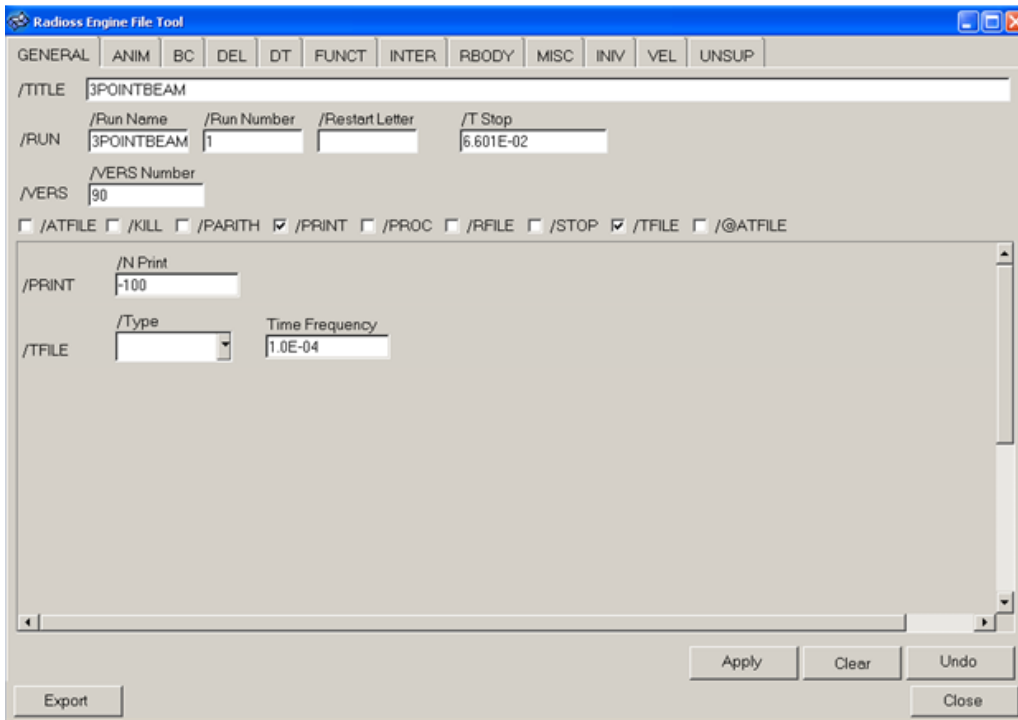 Radioss Engine File Tool
GENERAL ANIM BC DEL DT FUNCT INTER RBODY MISC INIV VEL UNSUP
/TITLE 3POINTBEAM
/Run Name /Run Number /Restart Letter /T Stop
/RUN 3POINTBEAM 1 6.601E-02
/VERS Number
/VERS 90
/ATFILE /KILL /PARITH /PRINT /PROC /RFILE /STOP /TFILE /@ATFILE
/N Print
/PRINT -100
/Type Time Frequency
/TFILE 1.0E-04
Apply Clear Undo
Export Close